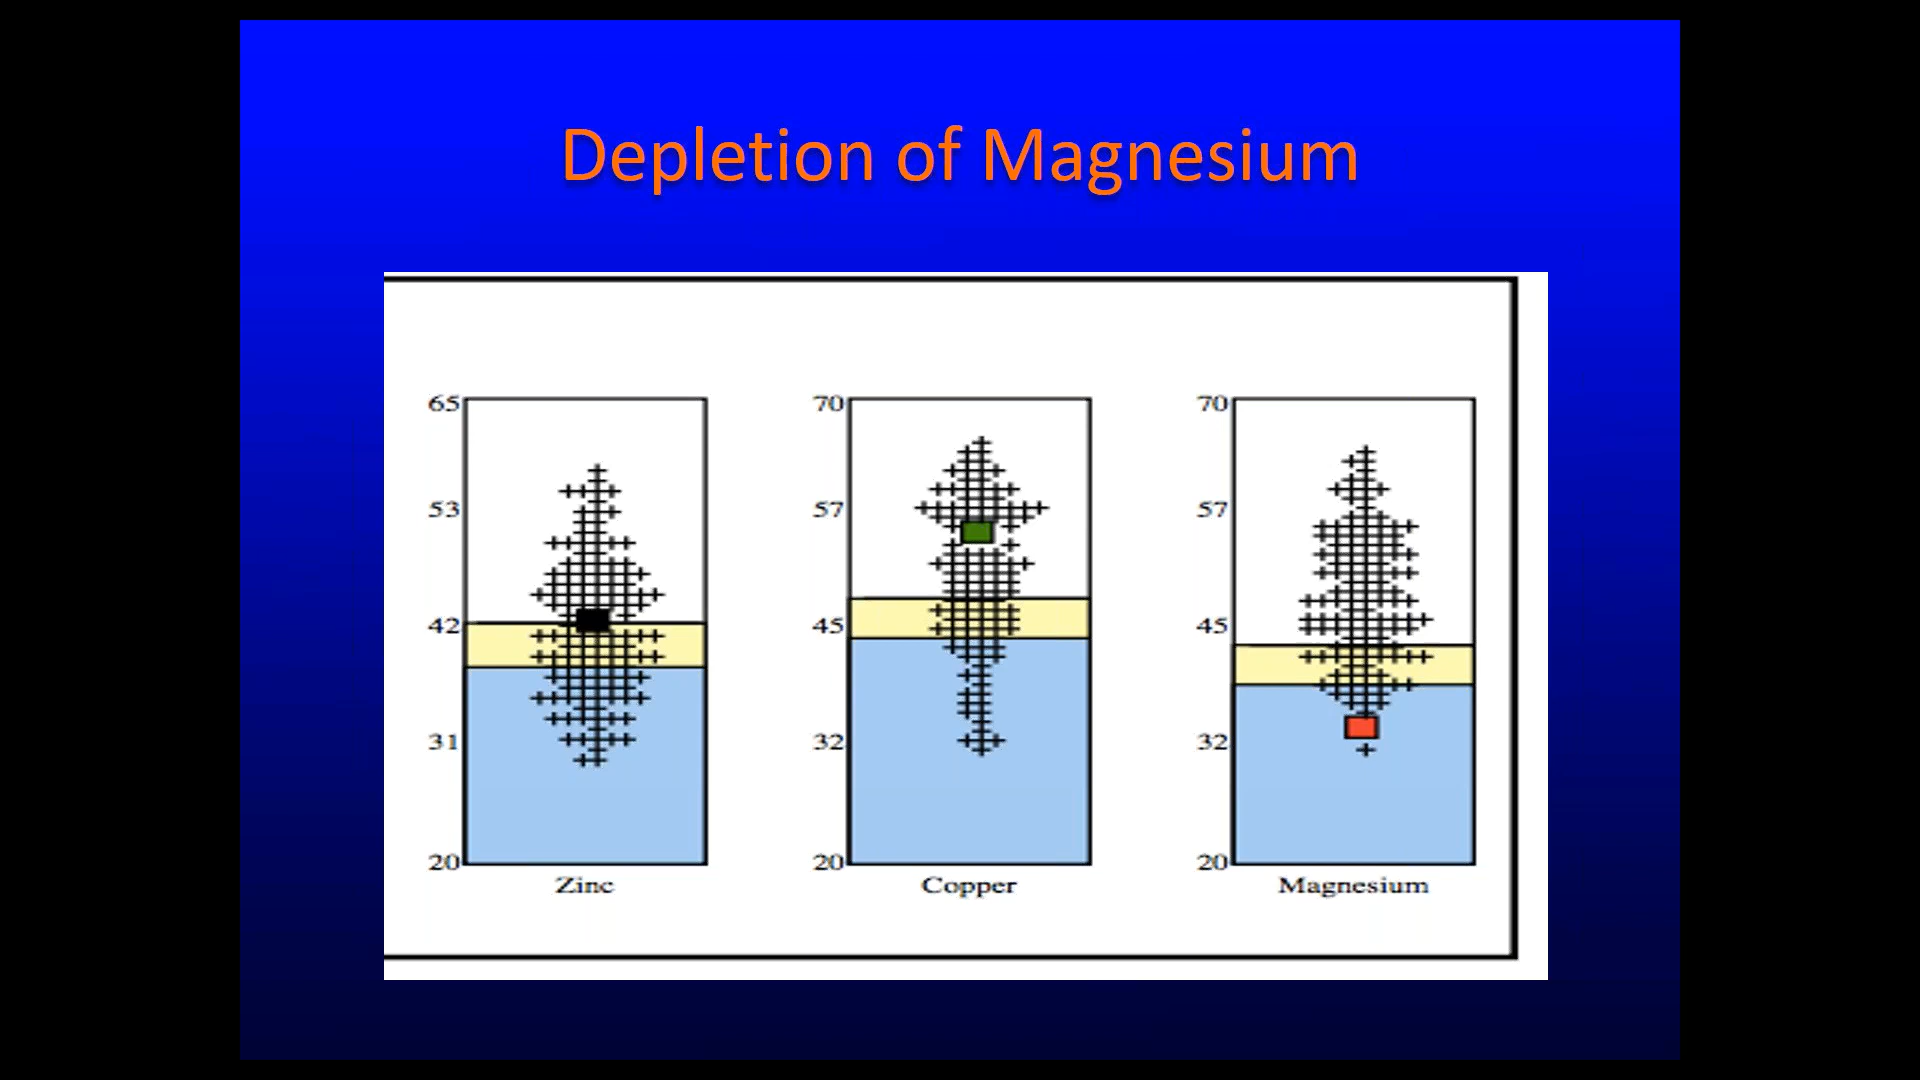 Depletion of Magnesium
65 70 70
53 57 57
42 45 45
31 32 32
20 20 20
Zinc Copper Magnesium